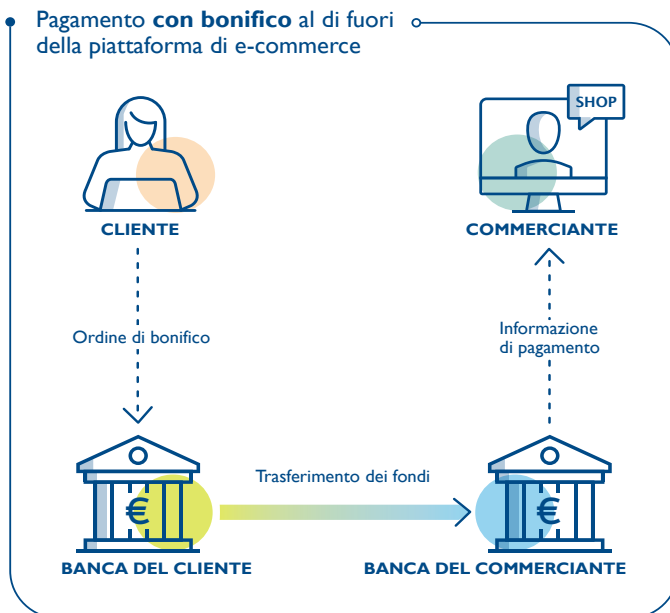 Pagamento con bonifico al di fuori
della piattaforma di e-commerce
SHOP
CLIENTE
COMMERCIANTE
Ordine di bonifico
Informazione
di pagamento
Trasferimento dei fondi
€
€
BANCA DEL CLIENTE
BANCA DEL COMMERCIANTE